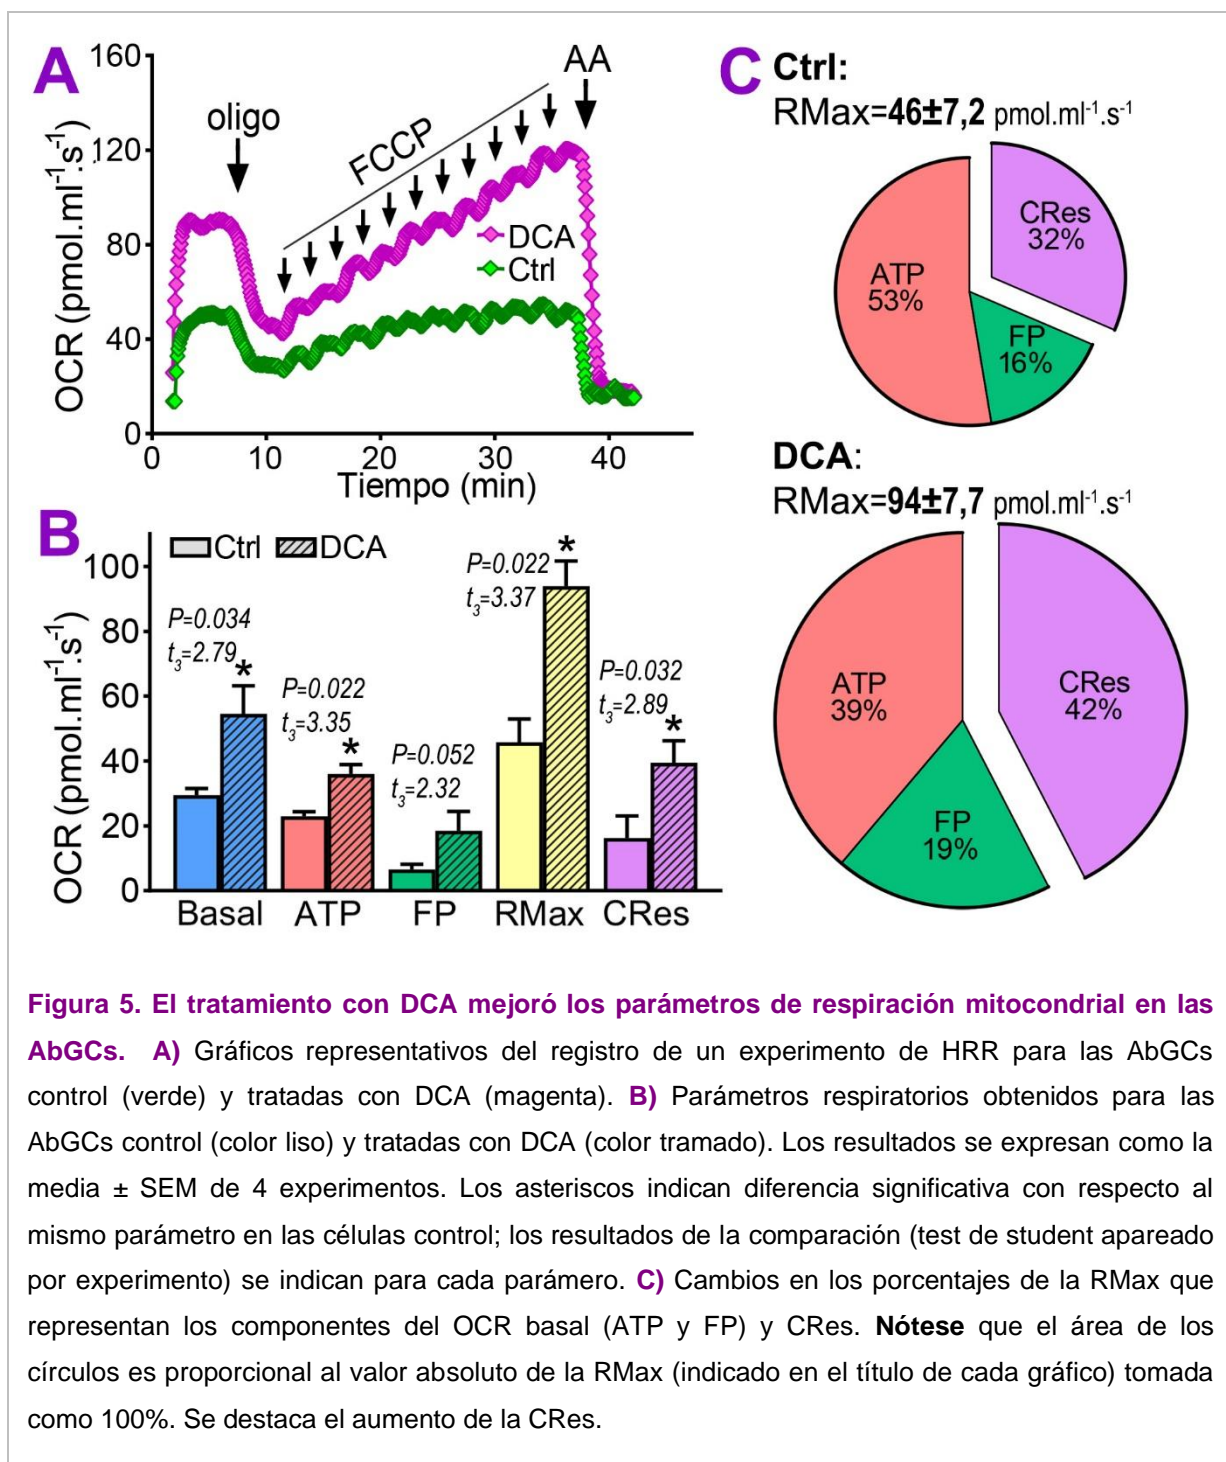 A
160
120
80
40
0
OCR (pmol.ml⁻¹.s⁻¹)
oligo
FCCP
AA
DCA
Ctrl
0 10 20 30 40
Tiempo (min)
B
Ctrl DCA
100
80
60
40
20
0
OCR (pmol.ml⁻¹.s⁻¹)
P=0.034
t₃=2.79
*
P=0.022
t₃=3.35
*
P=0.052
t₃=2.32
P=0.022
t₃=3.37
*
P=0.032
t₃=2.89
*
Basal ATP FP RMax CRes
C Ctrl:
RMax=46±7,2 pmol.ml⁻¹.s⁻¹
CRes
32%
ATP
53%
FP
16%
DCA:
RMax=94±7,7 pmol.ml⁻¹.s⁻¹
ATP
39%
CRes
42%
FP
19%
Figura 5. El tratamiento con DCA mejoró los parámetros de respiración mitocondrial en las
AbGCs. A) Gráficos representativos del registro de un experimento de HRR para las AbGCs
control (verde) y tratadas con DCA (magenta). B) Parámetros respiratorios obtenidos para las
AbGCs control (color liso) y tratadas con DCA (color tramado). Los resultados se expresan como la
media ± SEM de 4 experimentos. Los asteriscos indican diferencia significativa con respecto al
mismo parámetro en las células control; los resultados de la comparación (test de student apareado
por experimento) se indican para cada parámero. C) Cambios en los porcentajes de la RMax que
representan los componentes del OCR basal (ATP y FP) y CRes. Nótese que el área de los
círculos es proporcional al valor absoluto de la RMax (indicado en el título de cada gráfico) tomada
como 100%. Se destaca el aumento de la CRes.